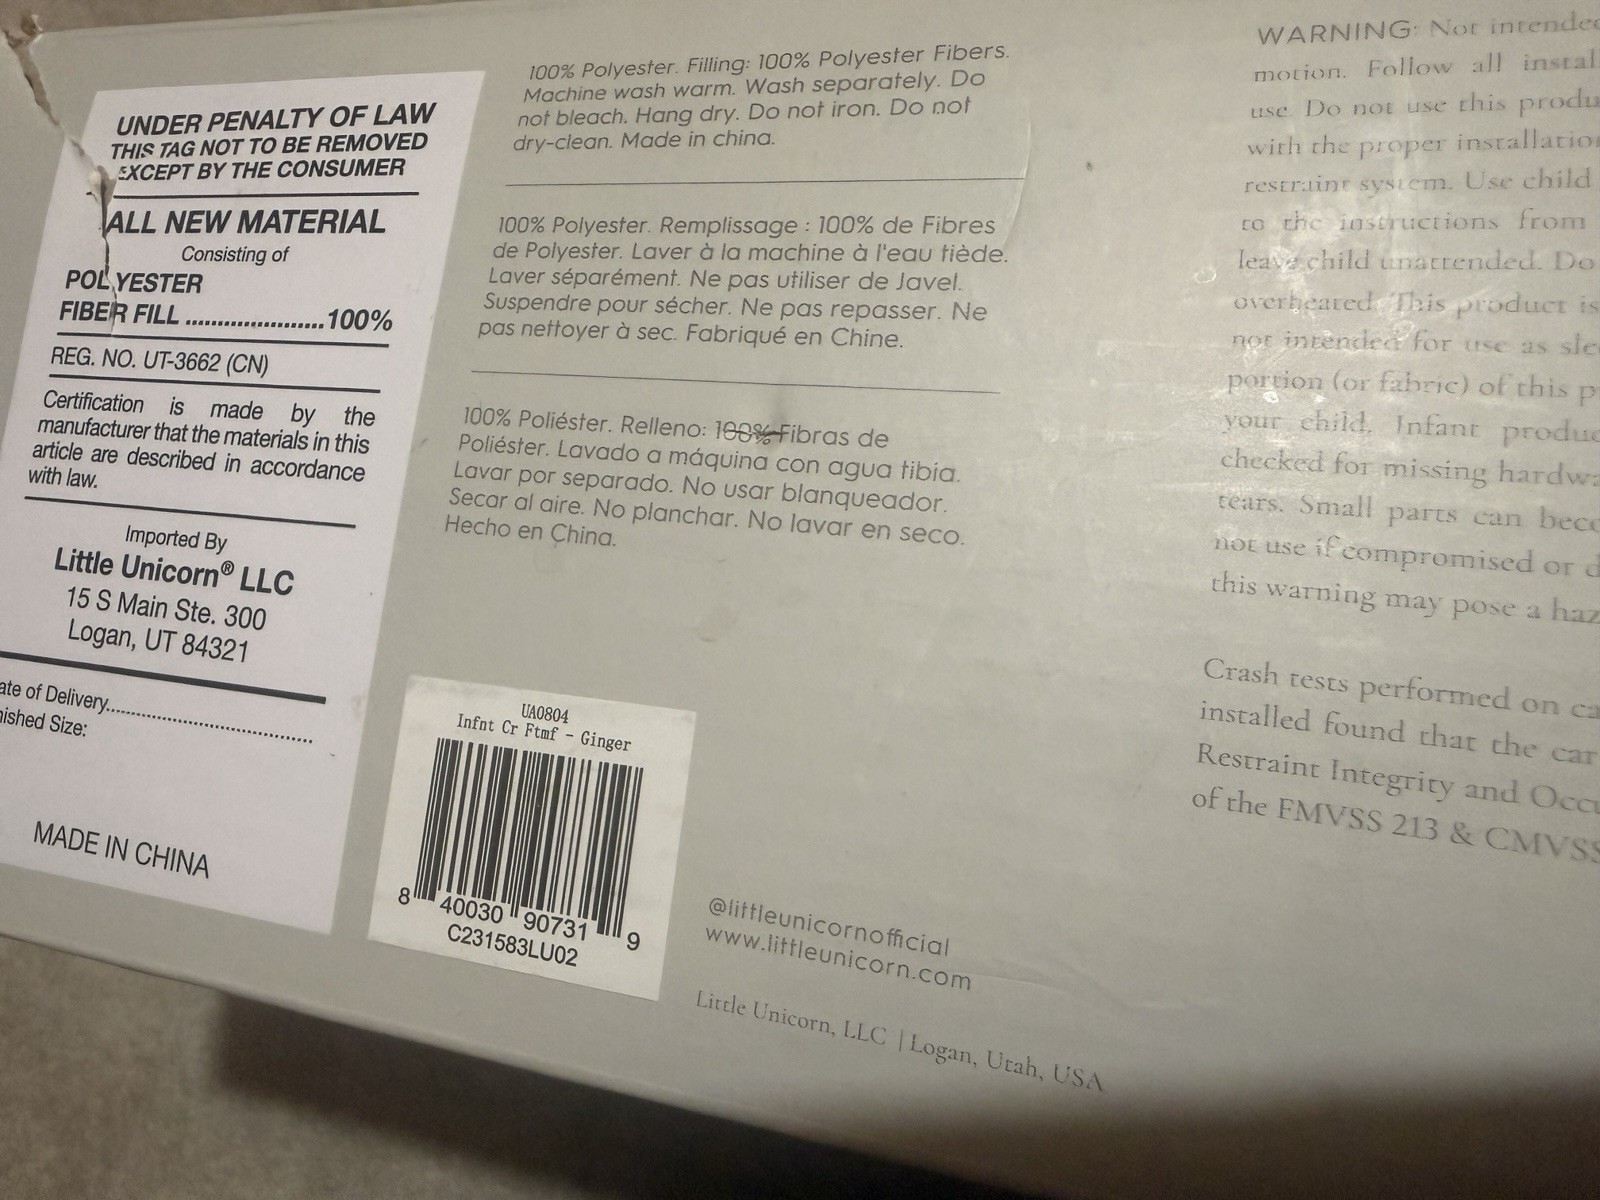 UNDER PENALTY OF LAW
THIS TAG NOT TO BE REMOVED
EXCEPT BY THE CONSUMER
ALL NEW MATERIAL
Consisting of
POLYESTER
FIBER FILL ......................100%
REG. NO. UT-3662 (CN)
Certification is made by the
manufacturer that the materials in this
article are described in accordance
with law.
Imported By
Little Unicorn® LLC
15 S Main Ste. 300
Logan, UT 84321
ate of Delivery..................................
nished Size:
MADE IN CHINA
100% Polyester. Filling: 100% Polyester Fibers.
Machine wash warm. Wash separately. Do
not bleach. Hang dry. Do not iron. Do not
dry-clean. Made in china.
100% Polyester. Remplissage : 100% de Fibres
de Polyester. Laver à la machine à l'eau tiède.
Laver séparément. Ne pas utiliser de Javel.
Suspendre pour sécher. Ne pas repasser. Ne
pas nettoyer à sec. Fabriqué en Chine.
100% Poliéster. Relleno: 100% Fibras de
Poliéster. Lavado a máquina con agua tibia.
Lavar por separado. No usar blanqueador.
Secar al aire. No planchar. No lavar en seco.
Hecho en China.
UA0804
Infnt Cr Ftmf - Ginger
8 40030 90731 9
C231583LU02
@littleunicornofficial
www.littleunicorn.com
Little Unicorn, LLC | Logan, Utah, USA
WARNING: Not intended
motion. Follow all instal
use. Do not use this produ
with the proper installatio
restraint system. Use child
to the instructions from
leave child unattended. Do
overheated. This product is
not intended for use as sle
portion (or fabric) of this p
your child. Infant produc
checked for missing hardwa
tears. Small parts can beco
not use if compromised or d
this warning may pose a haz
Crash tests performed on ca
installed found that the car
Restraint Integrity and Occu
of the FMVSS 213 & CMVSS